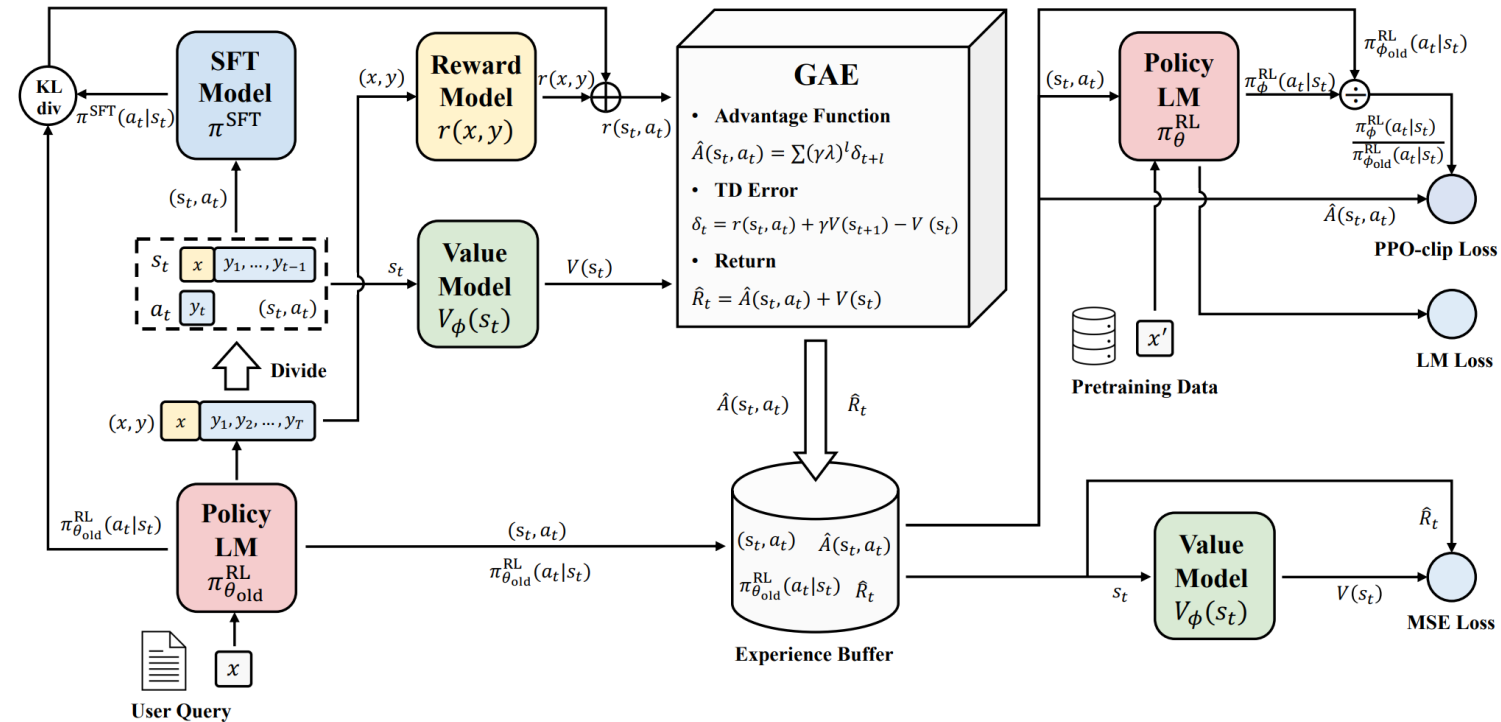 KL
div
SFT
Model
π^SFT
π^SFT(a_t|s_t)
(s_t, a_t)
s_t x y_1, …, y_{t−1}
a_t y_t (s_t, a_t)
Divide
(x, y) x y_1, y_2, …, y_T
π^RL_{θ_old}(a_t|s_t)
Policy
LM
π^RL_{θ_old}
x
User Query
(x, y)
Reward
Model
r(x, y)
r(x, y)
r(s_t, a_t)
s_t
Value
Model
V_ϕ(s_t)
V(s_t)
GAE
• Advantage Function
Â(s_t, a_t) = ∑(γλ)^l δ_{t+l}
• TD Error
δ_t = r(s_t, a_t) + γV(s_{t+1}) − V (s_t)
• Return
R̂_t = Â(s_t, a_t) + V(s_t)
Â(s_t, a_t) R̂_t
(s_t, a_t)
π^RL_{θ_old}(a_t|s_t)
(s_t, a_t) Â(s_t, a_t)
π^RL_{θ_old}(a_t|s_t) R̂_t
Experience Buffer
(s_t, a_t)
Policy
LM
π^RL_θ
π^RL_ϕ(a_t|s_t)
π^RL_{ϕ_old}(a_t|s_t)
÷
π^RL_ϕ(a_t|s_t)
π^RL_{ϕ_old}(a_t|s_t)
Â(s_t, a_t)
PPO-clip Loss
x′
Pretraining Data
LM Loss
s_t
Value
Model
V_ϕ(s_t)
V(s_t)
R̂_t
MSE Loss